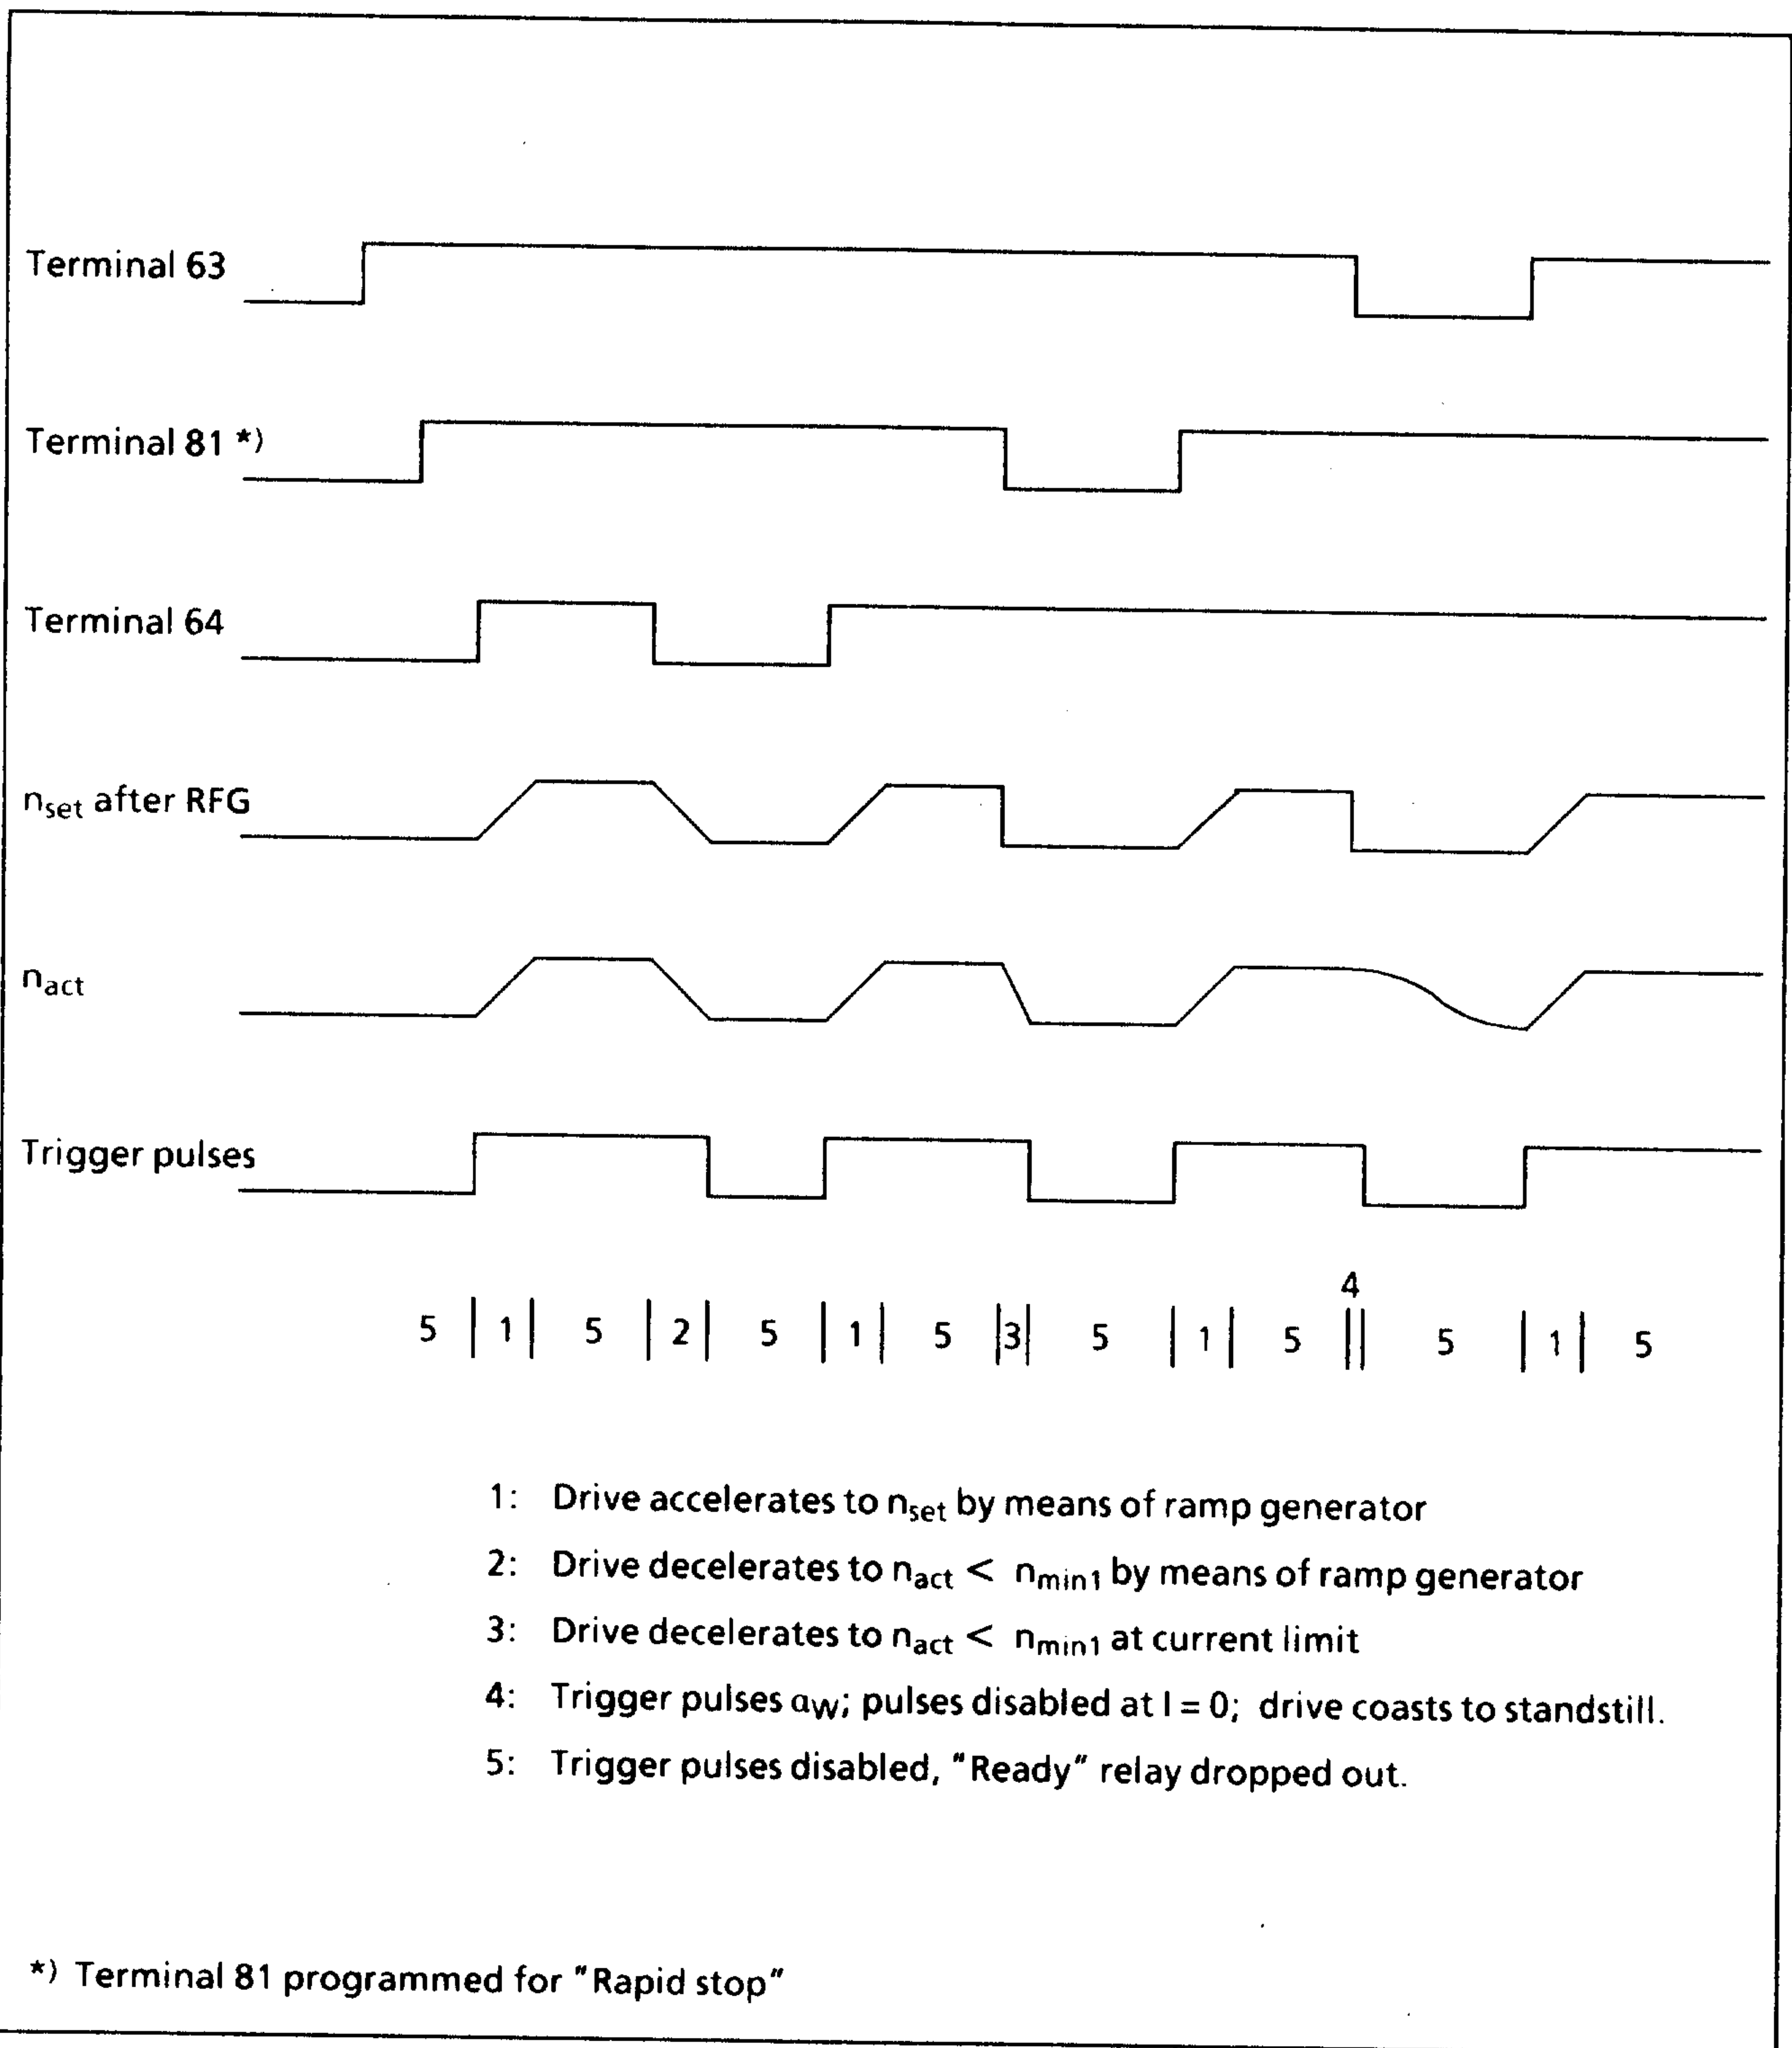 Terminal 63
Terminal 81 *)
Terminal 64
nset after RFG
nact
Trigger pulses
4
5 1 5 2 5 1 5 3 5 1 5 5 1 5
1: Drive accelerates to nset by means of ramp generator
2: Drive decelerates to nact < nmin1 by means of ramp generator
3: Drive decelerates to nact < nmin1 at current limit
4: Trigger pulses αW; pulses disabled at I = 0; drive coasts to standstill.
5: Trigger pulses disabled, "Ready" relay dropped out.
*) Terminal 81 programmed for "Rapid stop"